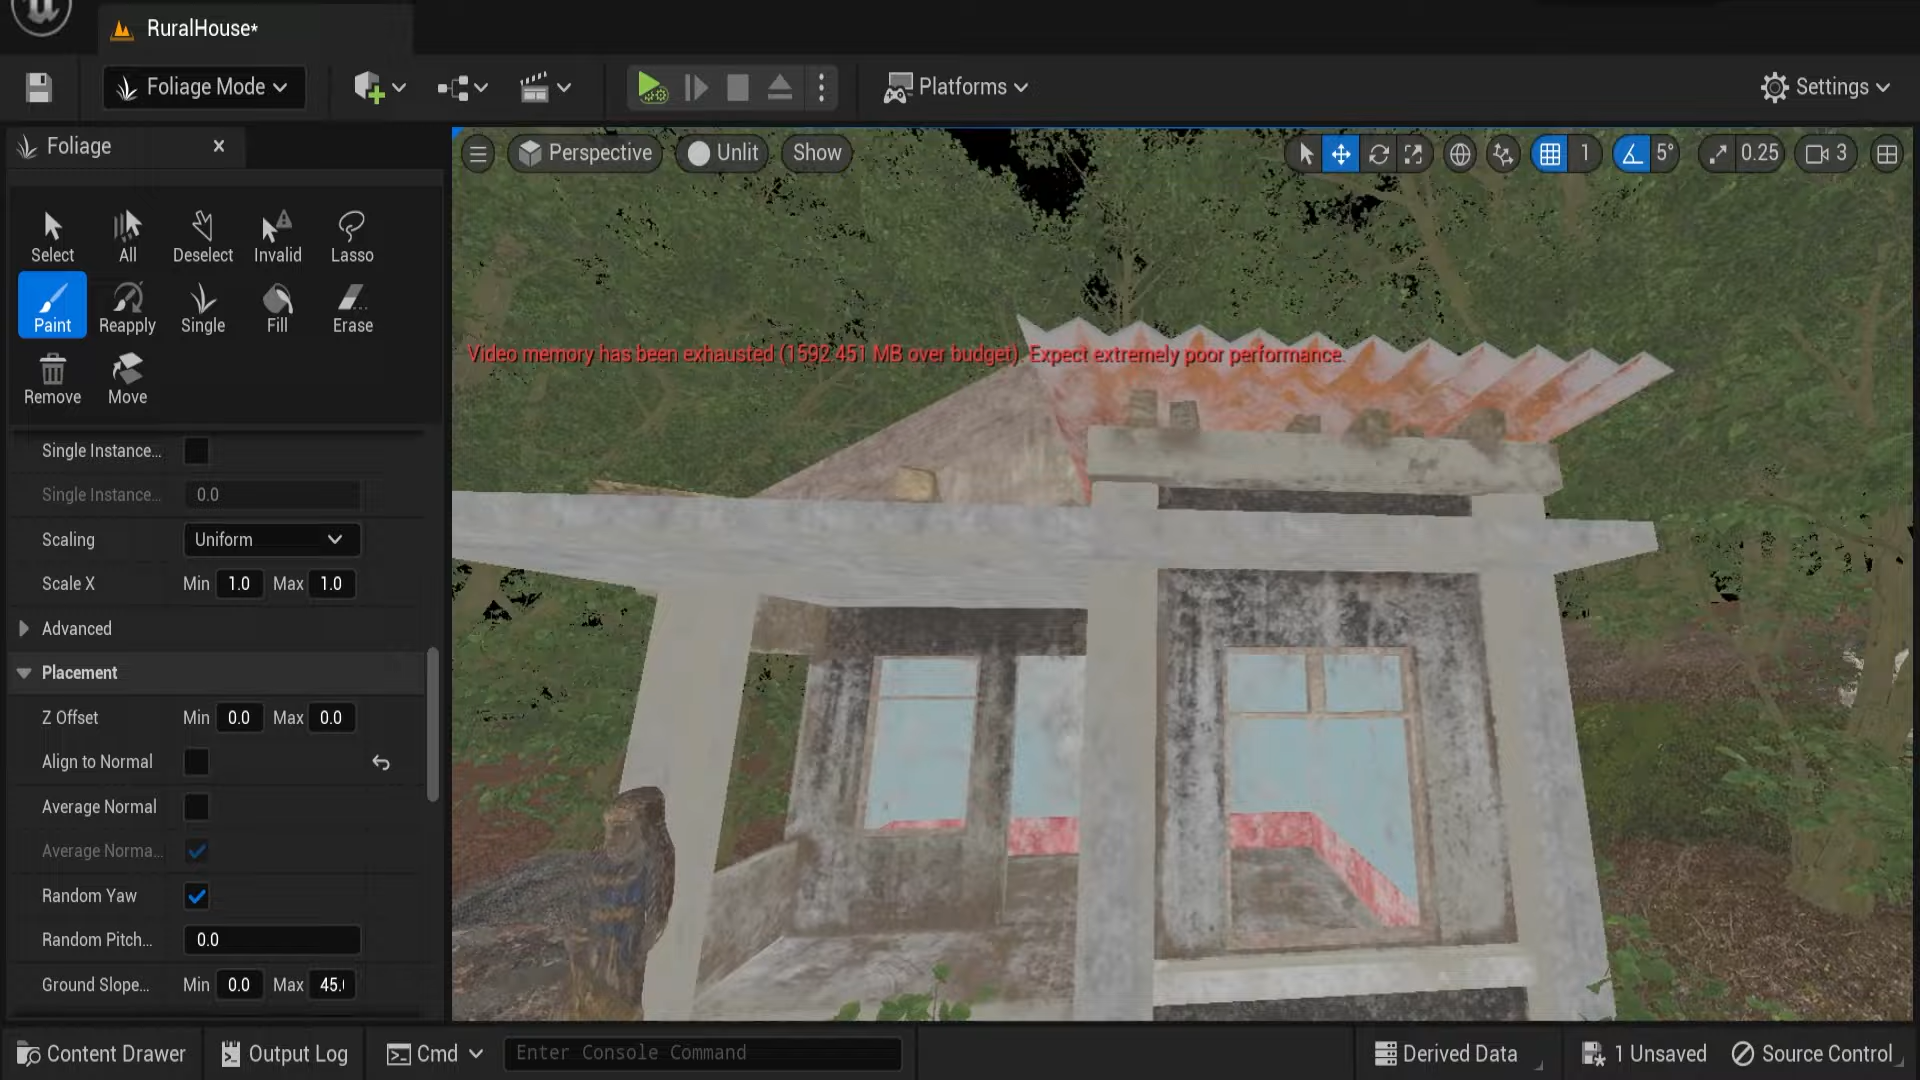 RuralHouse*
Foliage Mode
Platforms
Settings
Foliage
Perspective
Unlit
Show
1
5°
0.25
3
Select
All
Deselect
Invalid
Lasso
Paint
Reapply
Single
Fill
Erase
Remove
Move
Video memory has been exhausted (1592.451 MB over budget). Expect extremely poor performance.
Single Instance...
Single Instance...
0.0
Scaling
Uniform
Scale X
Min 1.0 Max 1.0
Advanced
Placement
Z Offset
Min 0.0 Max 0.0
Align to Normal
Average Normal
Average Norma...
Random Yaw
Random Pitch...
0.0
Ground Slope...
Min 0.0 Max 45.
Content Drawer
Output Log
Cmd
Enter Console Command
Derived Data
1 Unsaved
Source Control